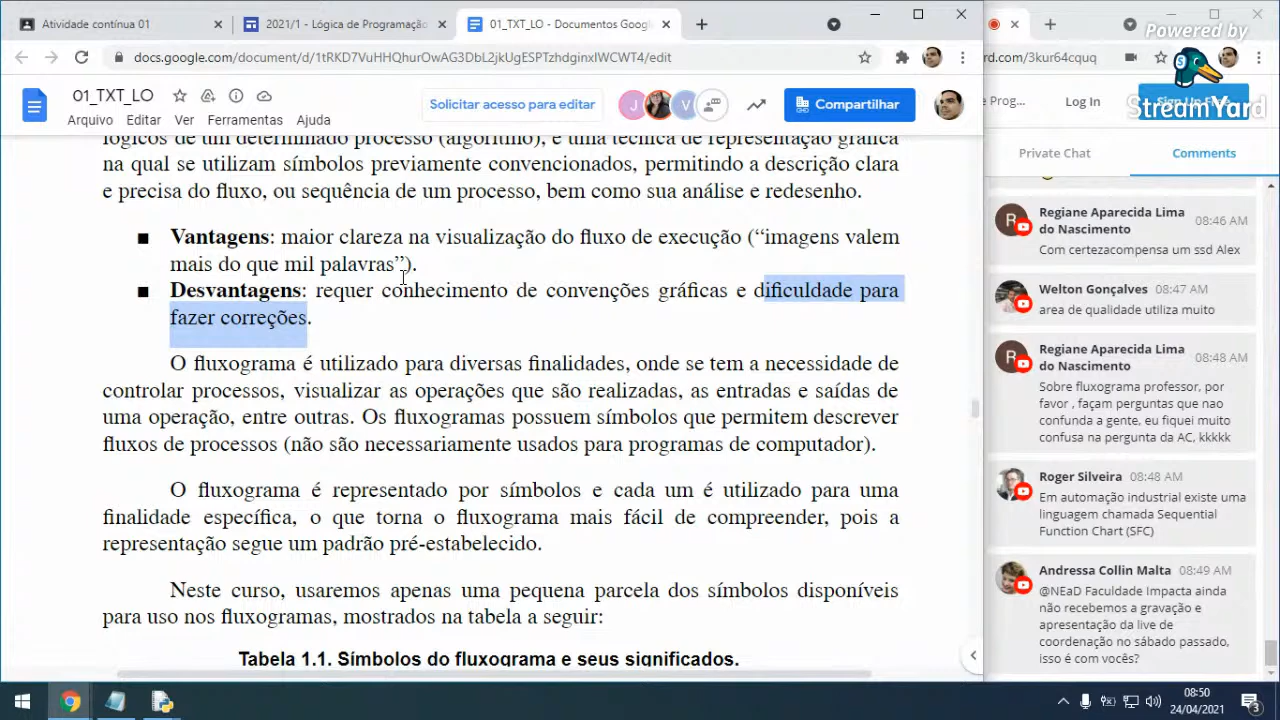 Atividade contínua 01
2021/1 - Lógica de Programação
01_TXT_LO - Documentos Google
docs.google.com/document/d/1tRKD7VuHHQhurOwAG3DbL2jkUgESPTzhdginxlWCWT4/edit
01_TXT_LO
Arquivo Editar Ver Ferramentas Ajuda
Solicitar acesso para editar
J
V
Compartilhar
lógicos de um determinado processo (algoritmo), é uma técnica de representação gráfica
na qual se utilizam símbolos previamente convencionados, permitindo a descrição clara
e precisa do fluxo, ou sequência de um processo, bem como sua análise e redesenho.
■ Vantagens: maior clareza na visualização do fluxo de execução (“imagens valem
mais do que mil palavras”).
■ Desvantagens: requer conhecimento de convenções gráficas e dificuldade para
fazer correções.
O fluxograma é utilizado para diversas finalidades, onde se tem a necessidade de
controlar processos, visualizar as operações que são realizadas, as entradas e saídas de
uma operação, entre outras. Os fluxogramas possuem símbolos que permitem descrever
fluxos de processos (não são necessariamente usados para programas de computador).
O fluxograma é representado por símbolos e cada um é utilizado para uma
finalidade específica, o que torna o fluxograma mais fácil de compreender, pois a
representação segue um padrão pré-estabelecido.
Neste curso, usaremos apenas uma pequena parcela dos símbolos disponíveis
para uso nos fluxogramas, mostrados na tabela a seguir:
Tabela 1.1. Símbolos do fluxograma e seus significados.
Powered by
StreamYard
rd.com/3kur64cquq
e Prog...
Log In
Private Chat
Comments
R
Regiane Aparecida Lima
do Nascimento
08:46 AM
Com certezacompensa um ssd Alex
Welton Gonçalves 08:47 AM
area de qualidade utiliza muito
R
Regiane Aparecida Lima
do Nascimento
08:48 AM
Sobre fluxograma professor, por
favor , façam perguntas que nao
confunda a gente, eu fiquei muito
confusa na pergunta da AC, kkkkk
Roger Silveira 08:48 AM
Em automação industrial existe uma
linguagem chamada Sequential
Function Chart (SFC)
Andressa Collin Malta 08:49 AM
@NEaD Faculdade Impacta ainda
não recebemos a gravação e
apresentação da live de
coordenação no sábado passado,
isso é com vocês?
08:50
24/04/2021
3